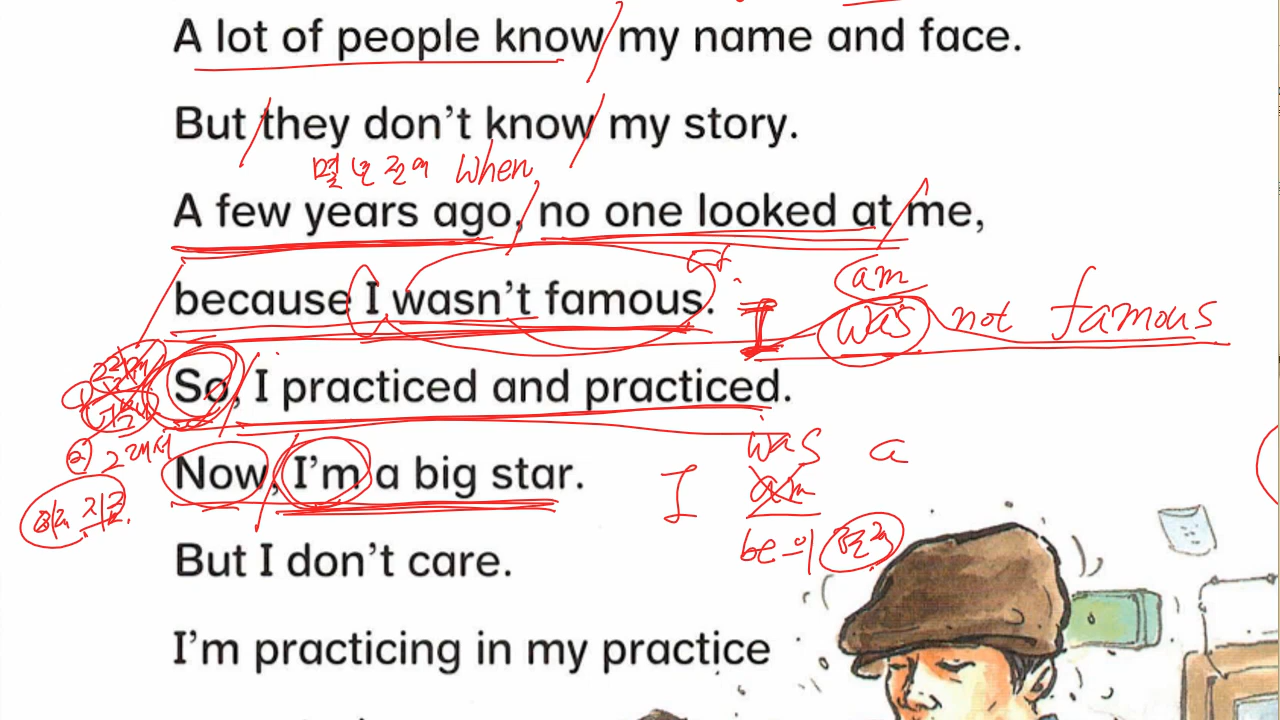 A lot of people know my name and face.
But they don't know my story.
몇 년 전에 when
A few years ago, no one looked at me,
am
because I wasn't famous. I was not famous
So, I practiced and practiced.
② 그래서 was a
Now, I'm a big star. I am
be의
But I don't care.
I'm practicing in my practice